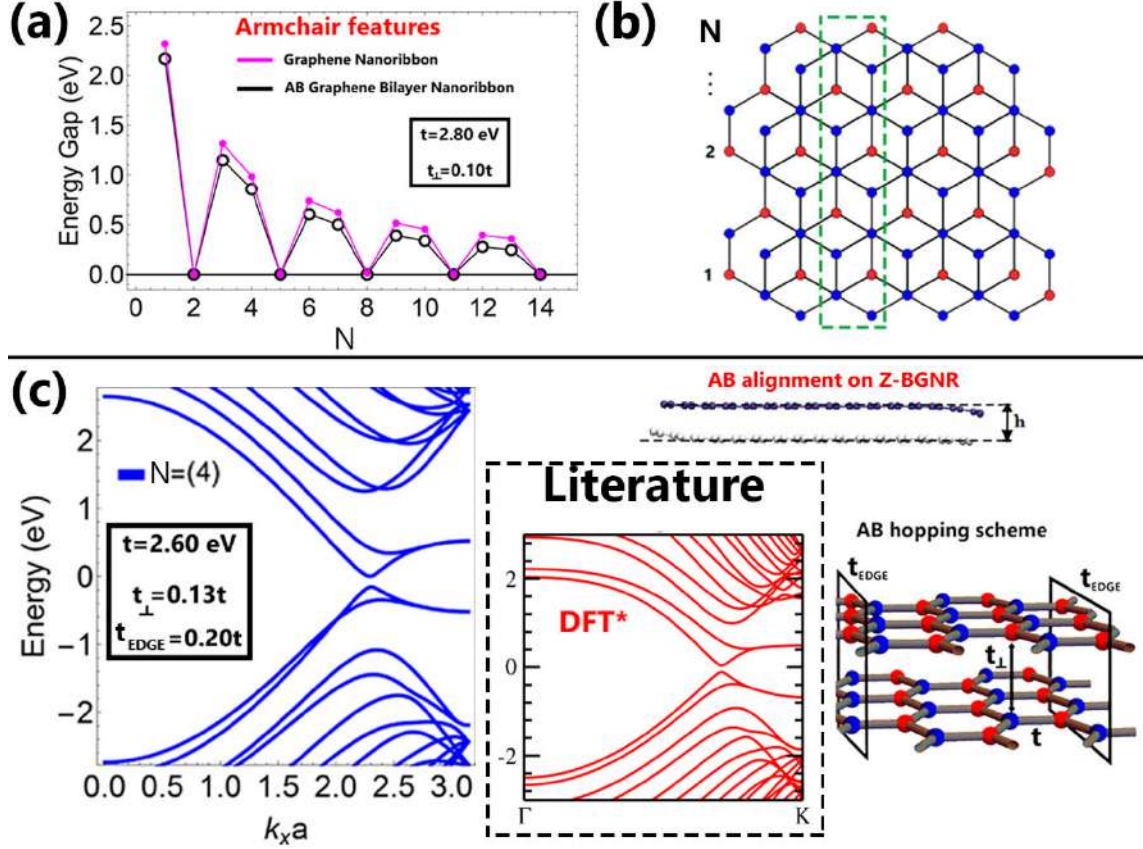 (a)
Armchair features
Graphene Nanoribbon
AB Graphene Bilayer Nanoribbon
t=2.80 eV
t⊥=0.10t
Energy Gap (eV)
2.5
2.0
1.5
1.0
0.5
0.0
0 2 4 6 8 10 12 14
N
(b)
N
⋮
2
1
(c)
N=(4)
t=2.60 eV
t⊥=0.13t
tEDGE=0.20t
Energy (eV)
2
1
0
−1
−2
0.0 0.5 1.0 1.5 2.0 2.5 3.0
kxa
AB alignment on Z-BGNR
h
Literature
DFT*
2
0
-2
Γ K
AB hopping scheme
tEDGE
tEDGE
t⊥
t